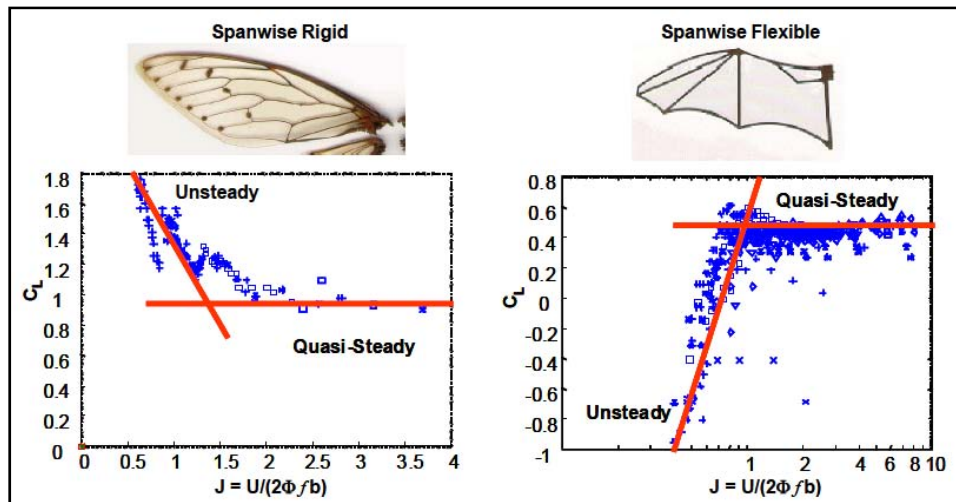 Spanwise Rigid
Spanwise Flexible
1.8
1.6
1.4
1.2
1
0.8
0.6
0.4
0.2
0
C_L
Unsteady
Quasi-Steady
0 0.5 1 1.5 2 2.5 3 3.5 4
J = U/(2Φƒb)
0.8
0.6
0.4
0.2
0
-0.2
-0.4
-0.6
-0.8
-1
C_L
Quasi-Steady
Unsteady
1 2 4 6 8 10
J = U/(2Φƒb)